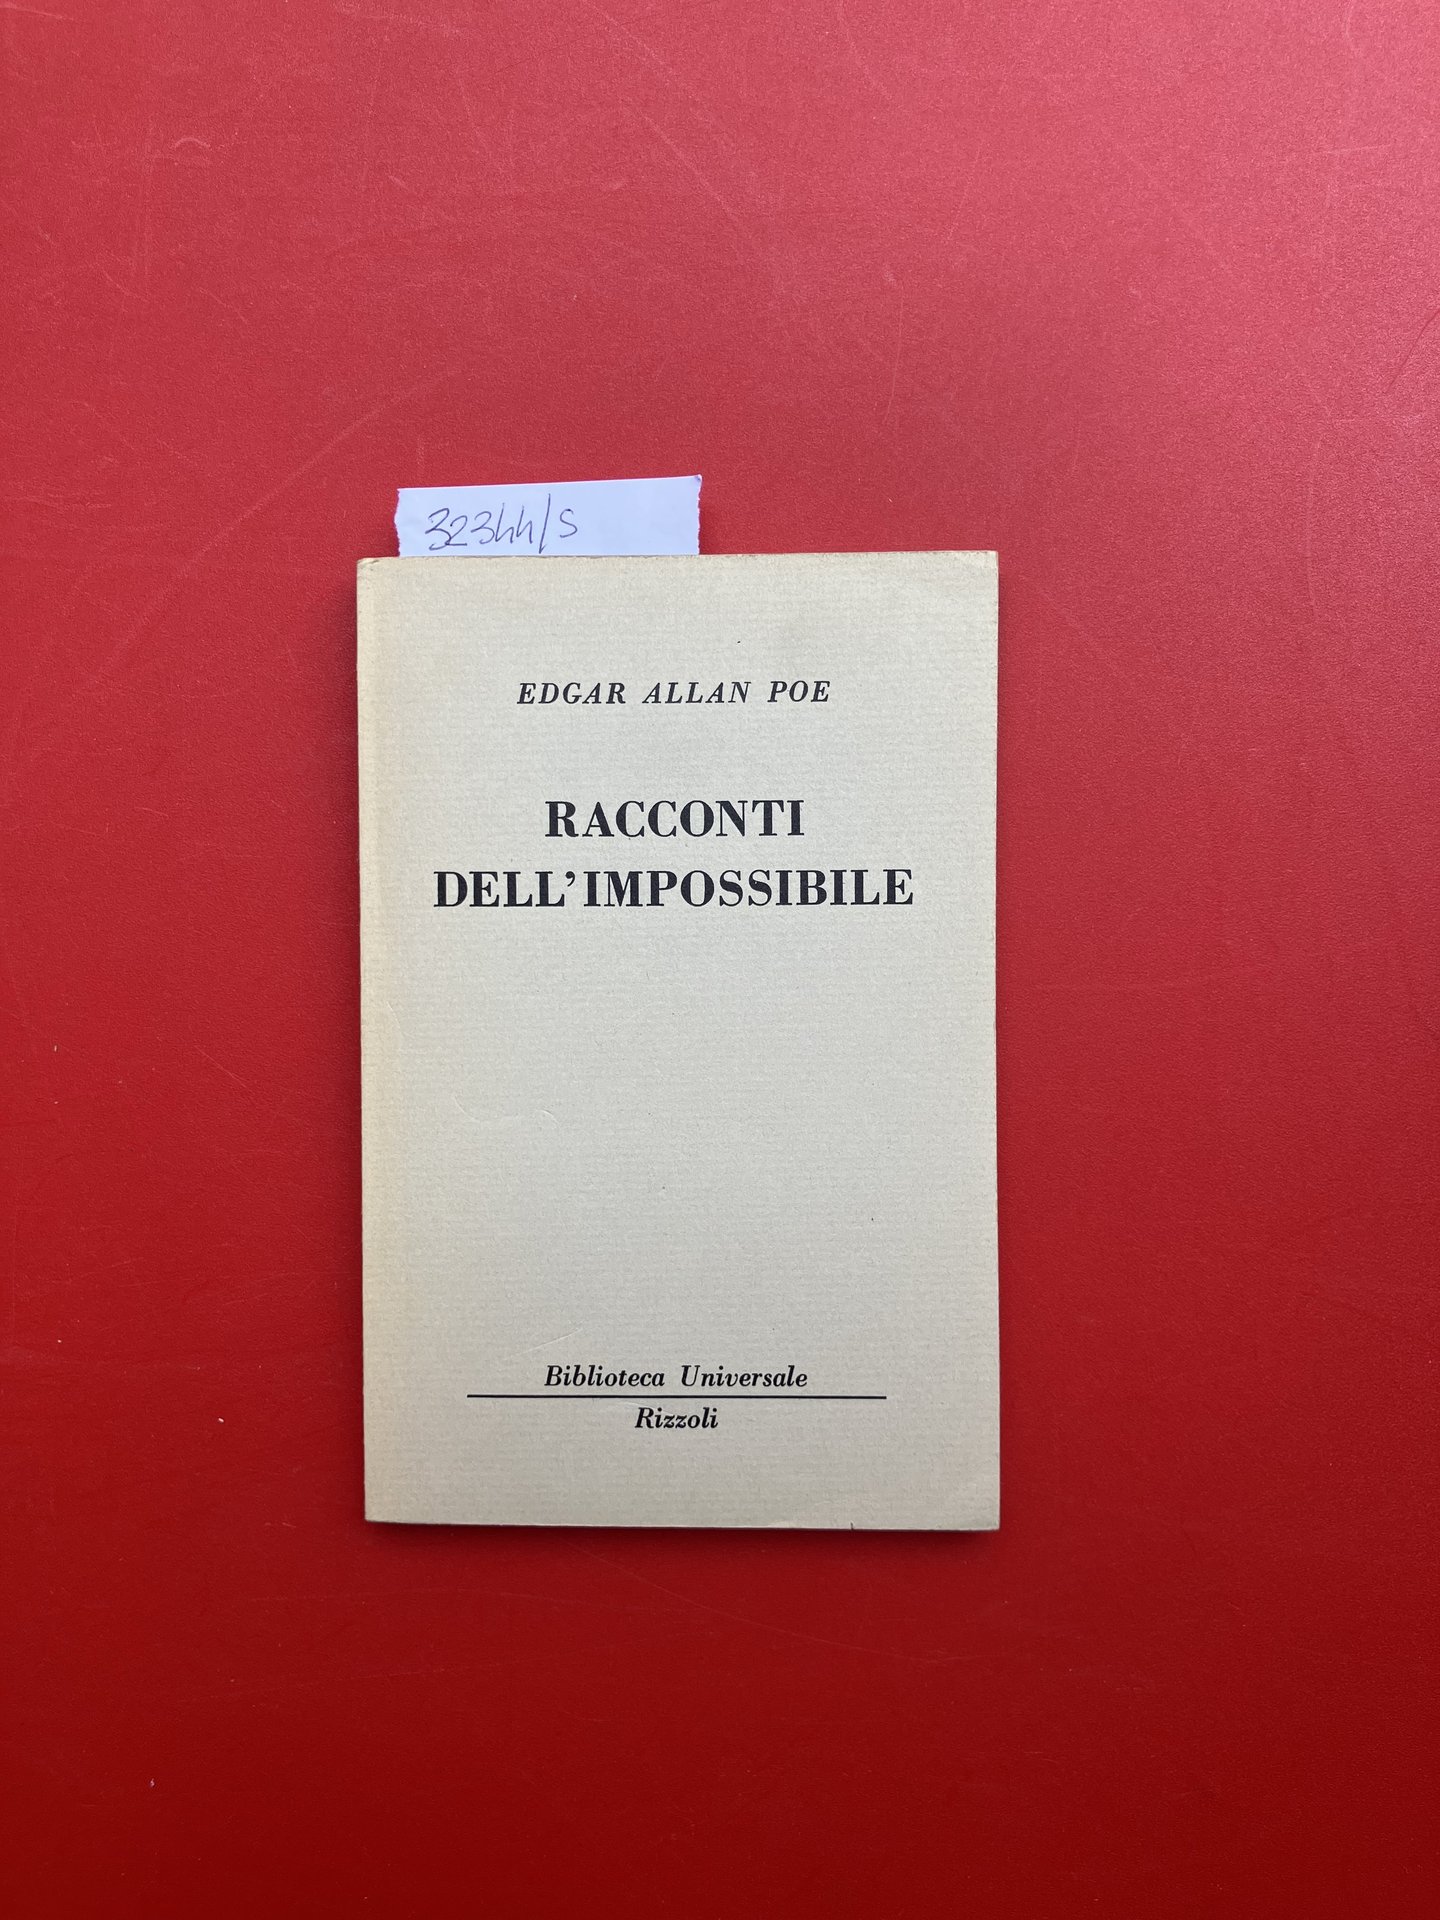 32344/S
EDGAR ALLAN POE
RACCONTI
DELL'IMPOSSIBILE
Biblioteca Universale
Rizzoli